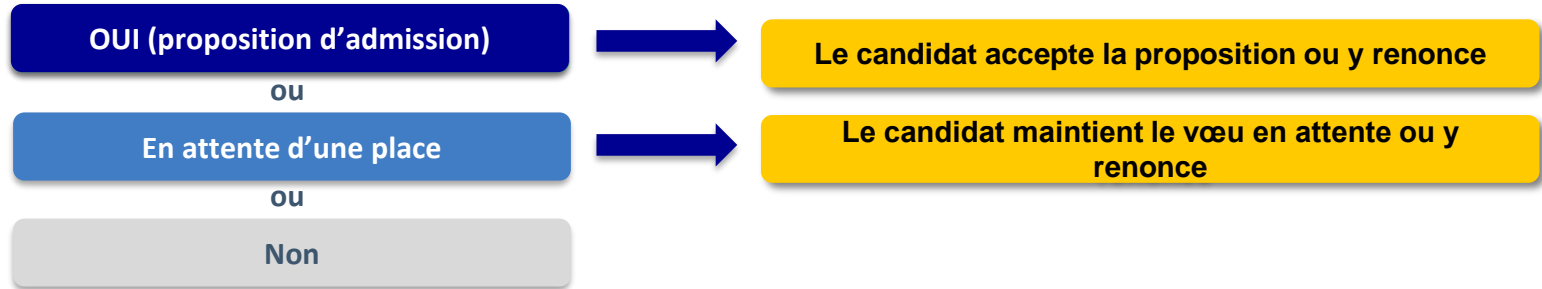 OUI (proposition d’admission)
Le candidat accepte la proposition ou y renonce
ou
En attente d’une place
Le candidat maintient le vœu en attente ou y
renonce
ou
Non